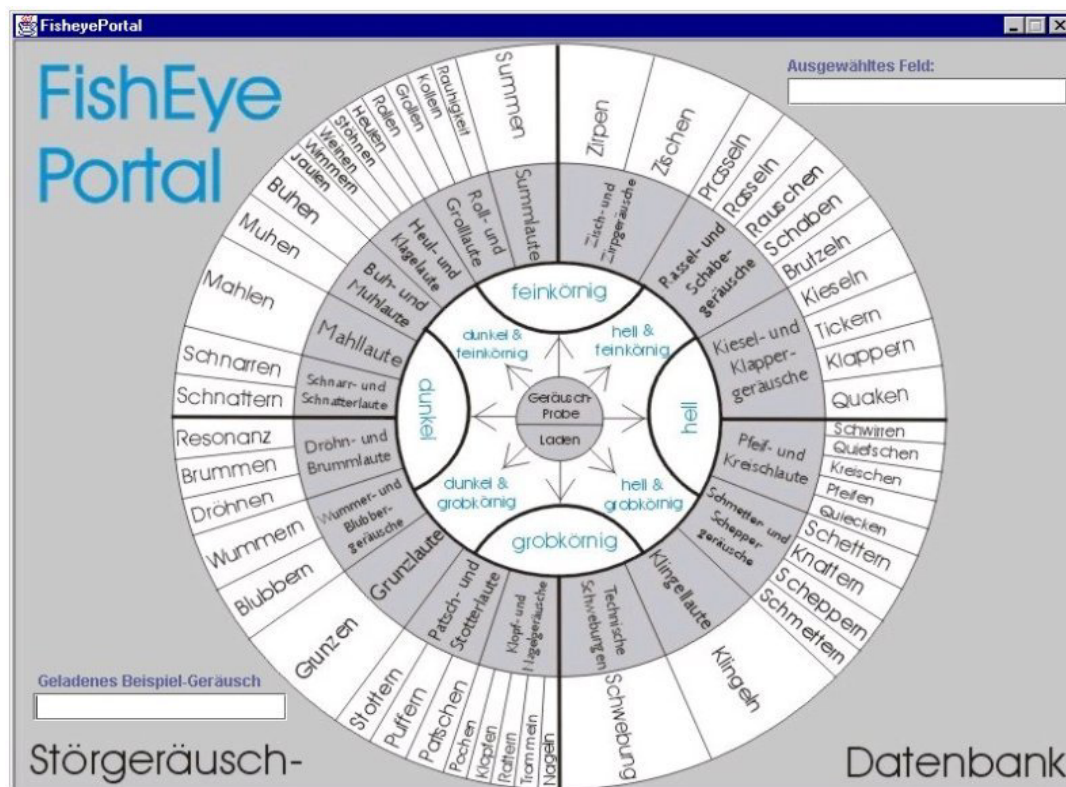 FisheyePortal
FishEye
Portal
Ausgewähltes Feld:
Summen
Zirpen
Zischen
Prasseln
Rasseln
Rauschen
Schaben
Brutzeln
Kieseln
Tickern
Klappern
Quaken
Schwirren
Quietschen
Kreischen
Pfeifen
Quiecken
Schettern
Knattern
Scheppern
Schmettern
Klingeln
Schwebung
Nageln
Trommeln
Rattern
Klopfen
Pochen
Patschen
Puffern
Stottern
Grunzen
Blubbern
Wummern
Dröhnen
Brummen
Resonanz
Schnattern
Schnarren
Mahlen
Muhen
Buhen
Jaulen
Wimmern
Weinen
Stöhnen
Heulen
Rollen
Grollen
Kollern
Rauhigkeit
Summlaute
Zisch- und
Zirpgeräusche
Rassel- und
Schabe-
geräusche
Kiesel- und
Klapper-
geräusche
Pfeif- und
Kreischlaute
Schmetter- und
Schepper
geräusche
Klingellaute
Technische
Schwebungen
Klopf- und
Nagelgeräusche
Patsch- und
Stotterlaute
Grunzlaute
Wummer- und
Blubber-
geräusche
Dröhn- und
Brummlaute
Schnarr- und
Schnatterlaute
Mahllaute
Buh- und
Muhlaute
Heul- und
Klagelaute
Roll- und
Grolllaute
feinkörnig
dunkel &
feinkörnig
hell &
feinkörnig
dunkel
Geräusch-
Probe
Laden
hell
dunkel &
grobkörnig
hell &
grobkörnig
grobkörnig
Geladenes Beispiel-Geräusch
Störgeräusch-
Datenbank